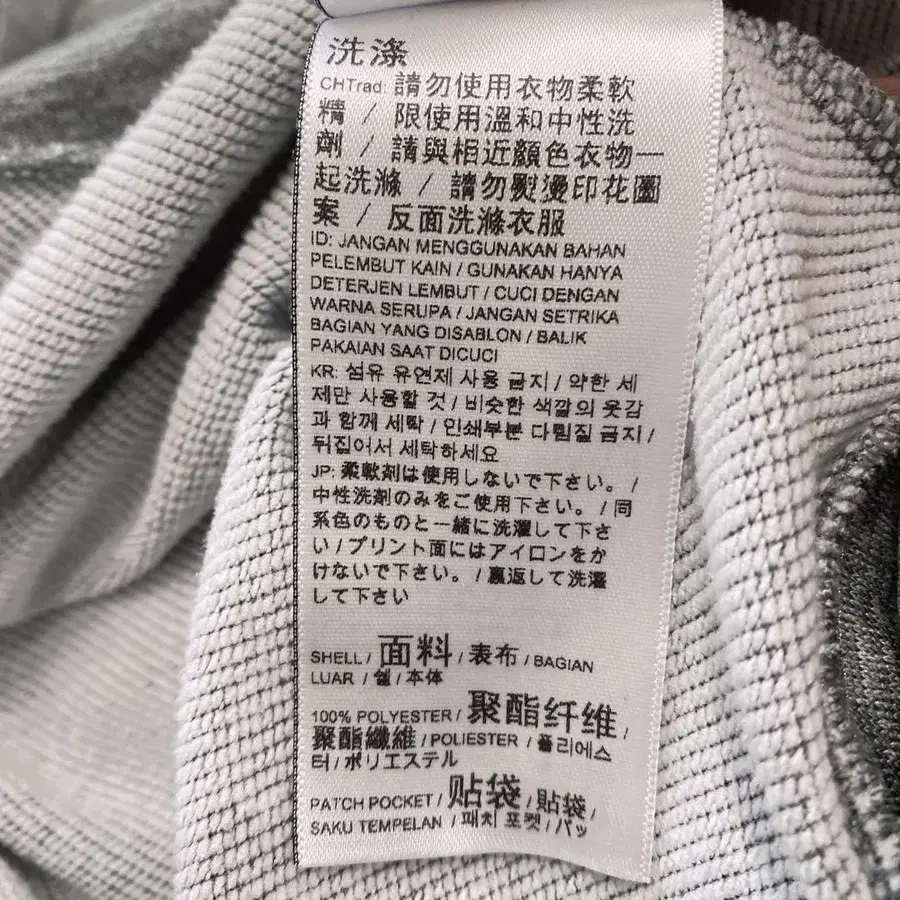 洗涤
CHTrad: 請勿使用衣物柔軟
精 / 限使用溫和中性洗
劑 / 請與相近顏色衣物一
起洗滌 / 請勿熨燙印花圖
案 / 反面洗滌衣服
ID: JANGAN MENGGUNAKAN BAHAN
PELEMBUT KAIN / GUNAKAN HANYA
DETERJEN LEMBUT / CUCI DENGAN
WARNA SERUPA / JANGAN SETRIKA
BAGIAN YANG DISABLON / BALIK
PAKAIAN SAAT DICUCI
KR: 섬유 유연제 사용 금지 / 약한 세
제만 사용할 것 / 비슷한 색깔의 옷감
과 함께 세탁 / 인쇄부분 다림질 금지 /
뒤집어서 세탁하세요
JP: 柔軟剤は使用しないで下さい。 /
中性洗剤のみをご使用下さい。 / 同
系色のものと一緒に洗濯して下さ
い / プリント面にはアイロンをか
けないで下さい。 / 裏返して洗濯
して下さい
SHELL / 面料 / 表布 / BAGIAN
LUAR / 쉘 / 本体
100% POLYESTER / 聚酯纤维 /
聚酯纖維 / POLIESTER / 폴리에스
터 / ポリエステル
PATCH POCKET / 贴袋 / 貼袋 /
SAKU TEMPELAN / 패치 포켓 / パッ